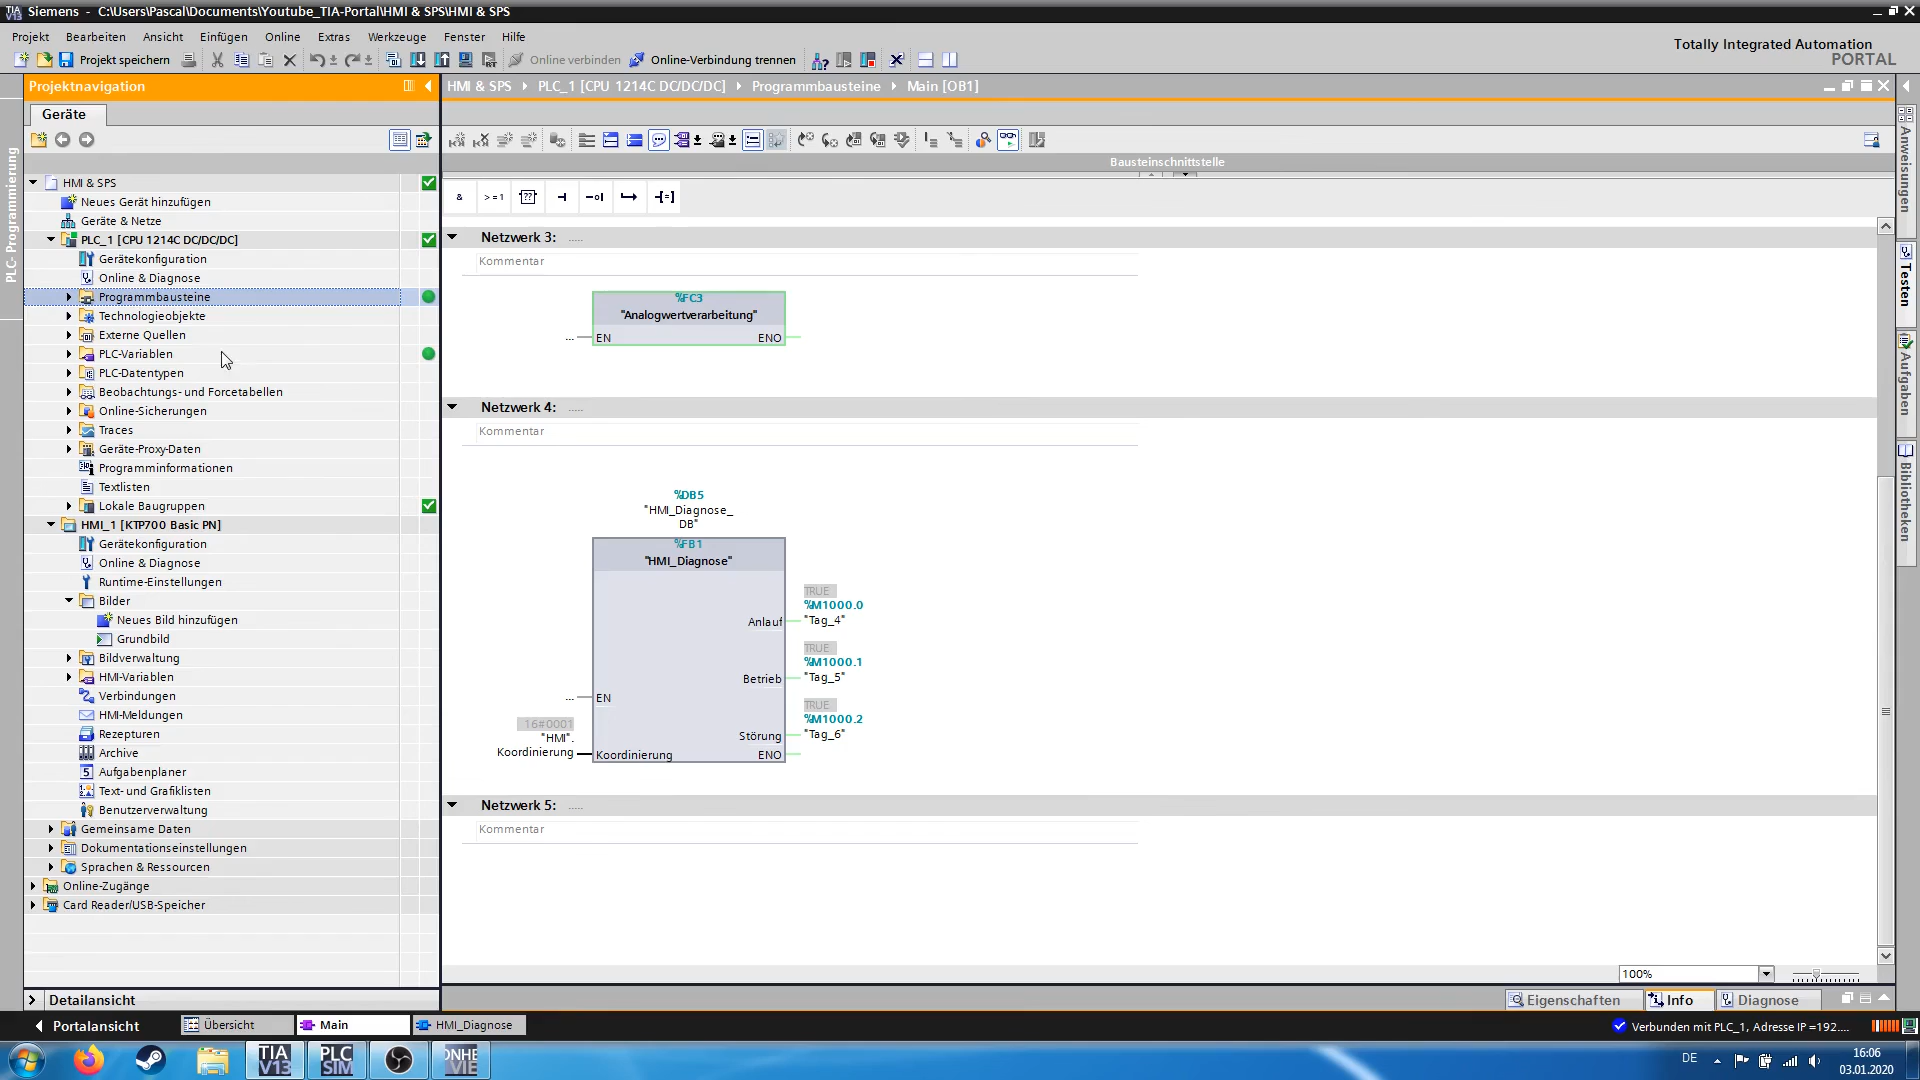 Siemens - C:\Users\Pascal\Documents\Youtube_TIA-Portal\HMI & SPS\HMI & SPS
Projekt Bearbeiten Ansicht Einfügen Online Extras Werkzeuge Fenster Hilfe
Totally Integrated Automation
PORTAL
Projekt speichern Online verbinden Online-Verbindung trennen
Projektnavigation
HMI & SPS PLC_1 [CPU 1214C DC/DC/DC] Programmbausteine Main [OB1]
Geräte
Bausteinschnittstelle
PLC-Programmierung
HMI & SPS
Neues Gerät hinzufügen
Geräte & Netze
PLC_1 [CPU 1214C DC/DC/DC]
Gerätekonfiguration
Online & Diagnose
Programmbausteine
Technologieobjekte
Externe Quellen
PLC-Variablen
PLC-Datentypen
Beobachtungs- und Forcetabellen
Online-Sicherungen
Traces
Geräte-Proxy-Daten
Programminformationen
Textlisten
Lokale Baugruppen
HMI_1 [KTP700 Basic PN]
Gerätekonfiguration
Online & Diagnose
Runtime-Einstellungen
Bilder
Neues Bild hinzufügen
Grundbild
Bildverwaltung
HMI-Variablen
Verbindungen
HMI-Meldungen
Rezepturen
Archive
Aufgabenplaner
Text- und Grafiklisten
Benutzerverwaltung
Gemeinsame Daten
Dokumentationseinstellungen
Sprachen & Ressourcen
Online-Zugänge
Card Reader/USB-Speicher
Detailansicht
& >=1 ??
Netzwerk 3: .....
Kommentar
%FC3
"Analogwertverarbeitung"
... EN ENO
Netzwerk 4: .....
Kommentar
%DB5
"HMI_Diagnose_
DB"
%FB1
"HMI_Diagnose"
TRUE
%M1000.0
Anlauf "Tag_4"
TRUE
%M1000.1
Betrieb "Tag_5"
... EN
TRUE
%M1000.2
Störung "Tag_6"
16#0001
"HMI".
Koordinierung Koordinierung ENO
Netzwerk 5: .....
Kommentar
100%
Anweisungen
Testen
Aufgaben
Bibliotheken
Eigenschaften Info Diagnose
Portalansicht Übersicht Main HMI_Diagnose
Verbunden mit PLC_1, Adresse IP =192....
TIA V13
PLC SIM
DE
16:06
03.01.2020